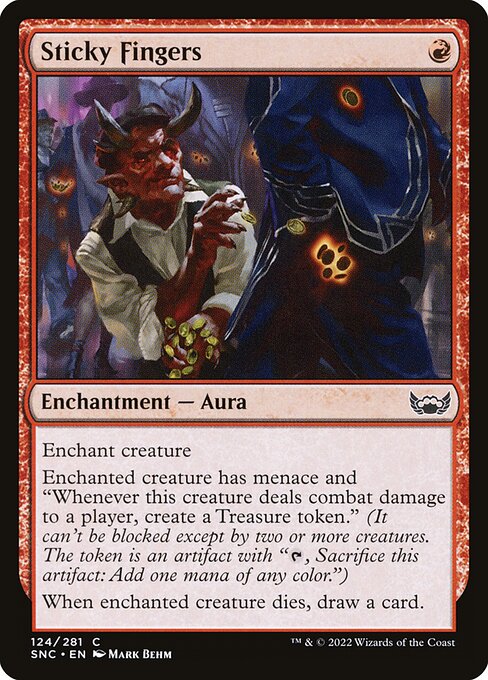 Sticky Fingers
Enchantment — Aura
Enchant creature
Enchanted creature has menace and
“Whenever this creature deals combat damage
to a player, create a Treasure token.” (It
can’t be blocked except by two or more creatures.
The token is an artifact with “, Sacrifice this
artifact: Add one mana of any color.”)
When enchanted creature dies, draw a card.
124/281 C
SNC • EN Mark Behm
™ & © 2022 Wizards of the Coast